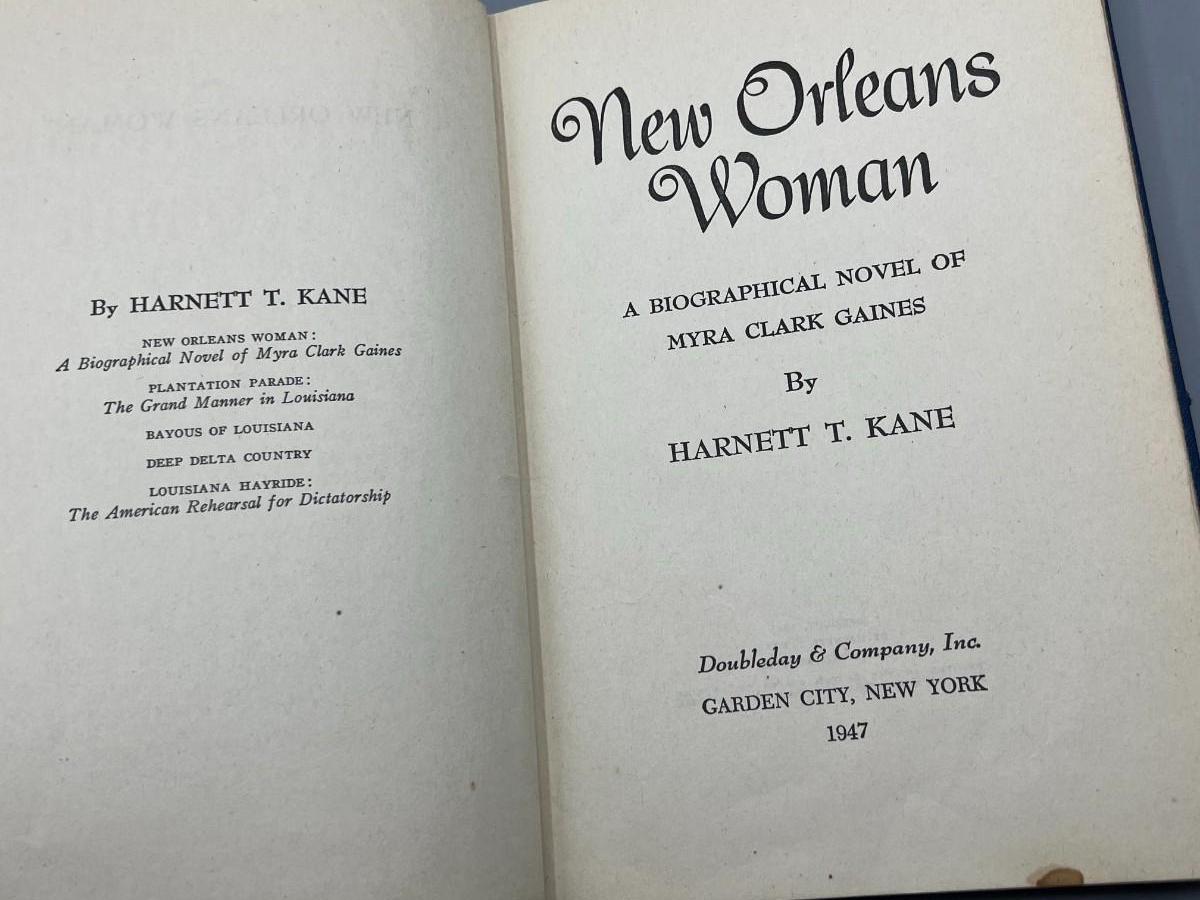 By HARNETT T. KANE
NEW ORLEANS WOMAN:
A Biographical Novel of Myra Clark Gaines
PLANTATION PARADE:
The Grand Manner in Louisiana
BAYOUS OF LOUISIANA
DEEP DELTA COUNTRY
LOUISIANA HAYRIDE:
The American Rehearsal for Dictatorship
New Orleans
Woman
A BIOGRAPHICAL NOVEL OF
MYRA CLARK GAINES
By
HARNETT T. KANE
Doubleday & Company, Inc.
GARDEN CITY, NEW YORK
1947